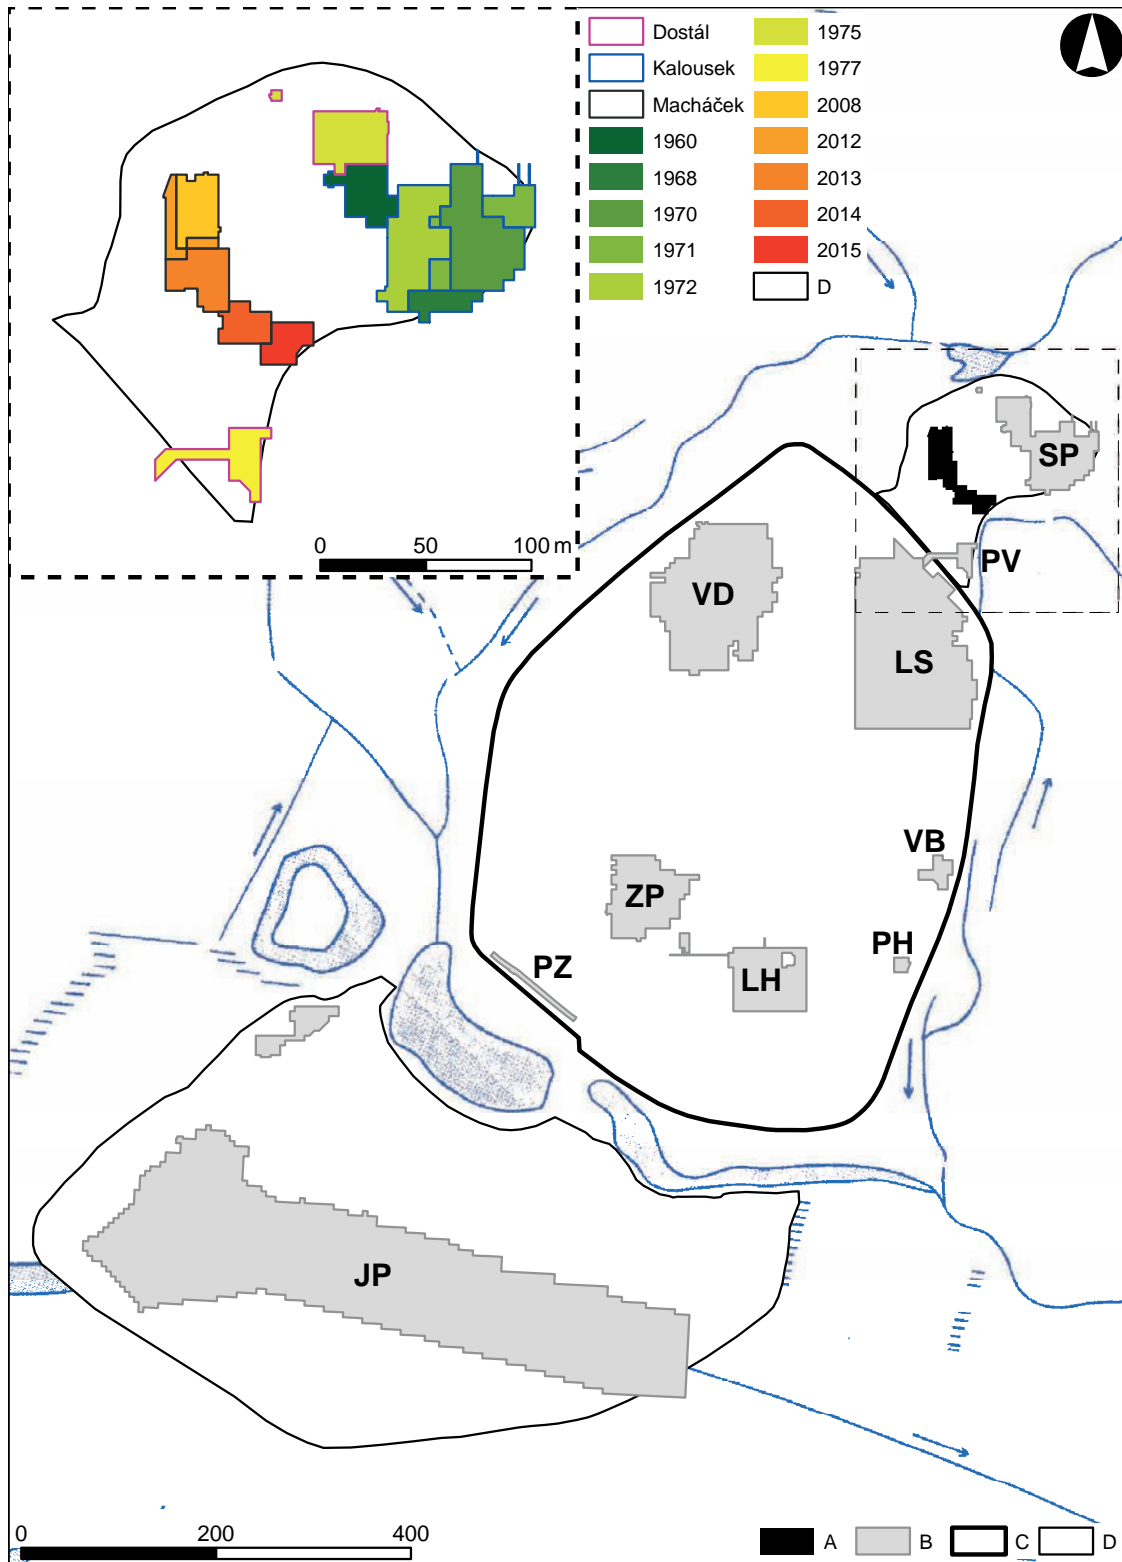 Dostál
Kalousek
Macháček
1960
1968
1970
1971
1972
1975
1977
2008
2012
2013
2014
2015
D
0 50 100 m
SP
PV
VD
LS
VB
ZP
PH
PZ
LH
JP
0 200 400
A B C D